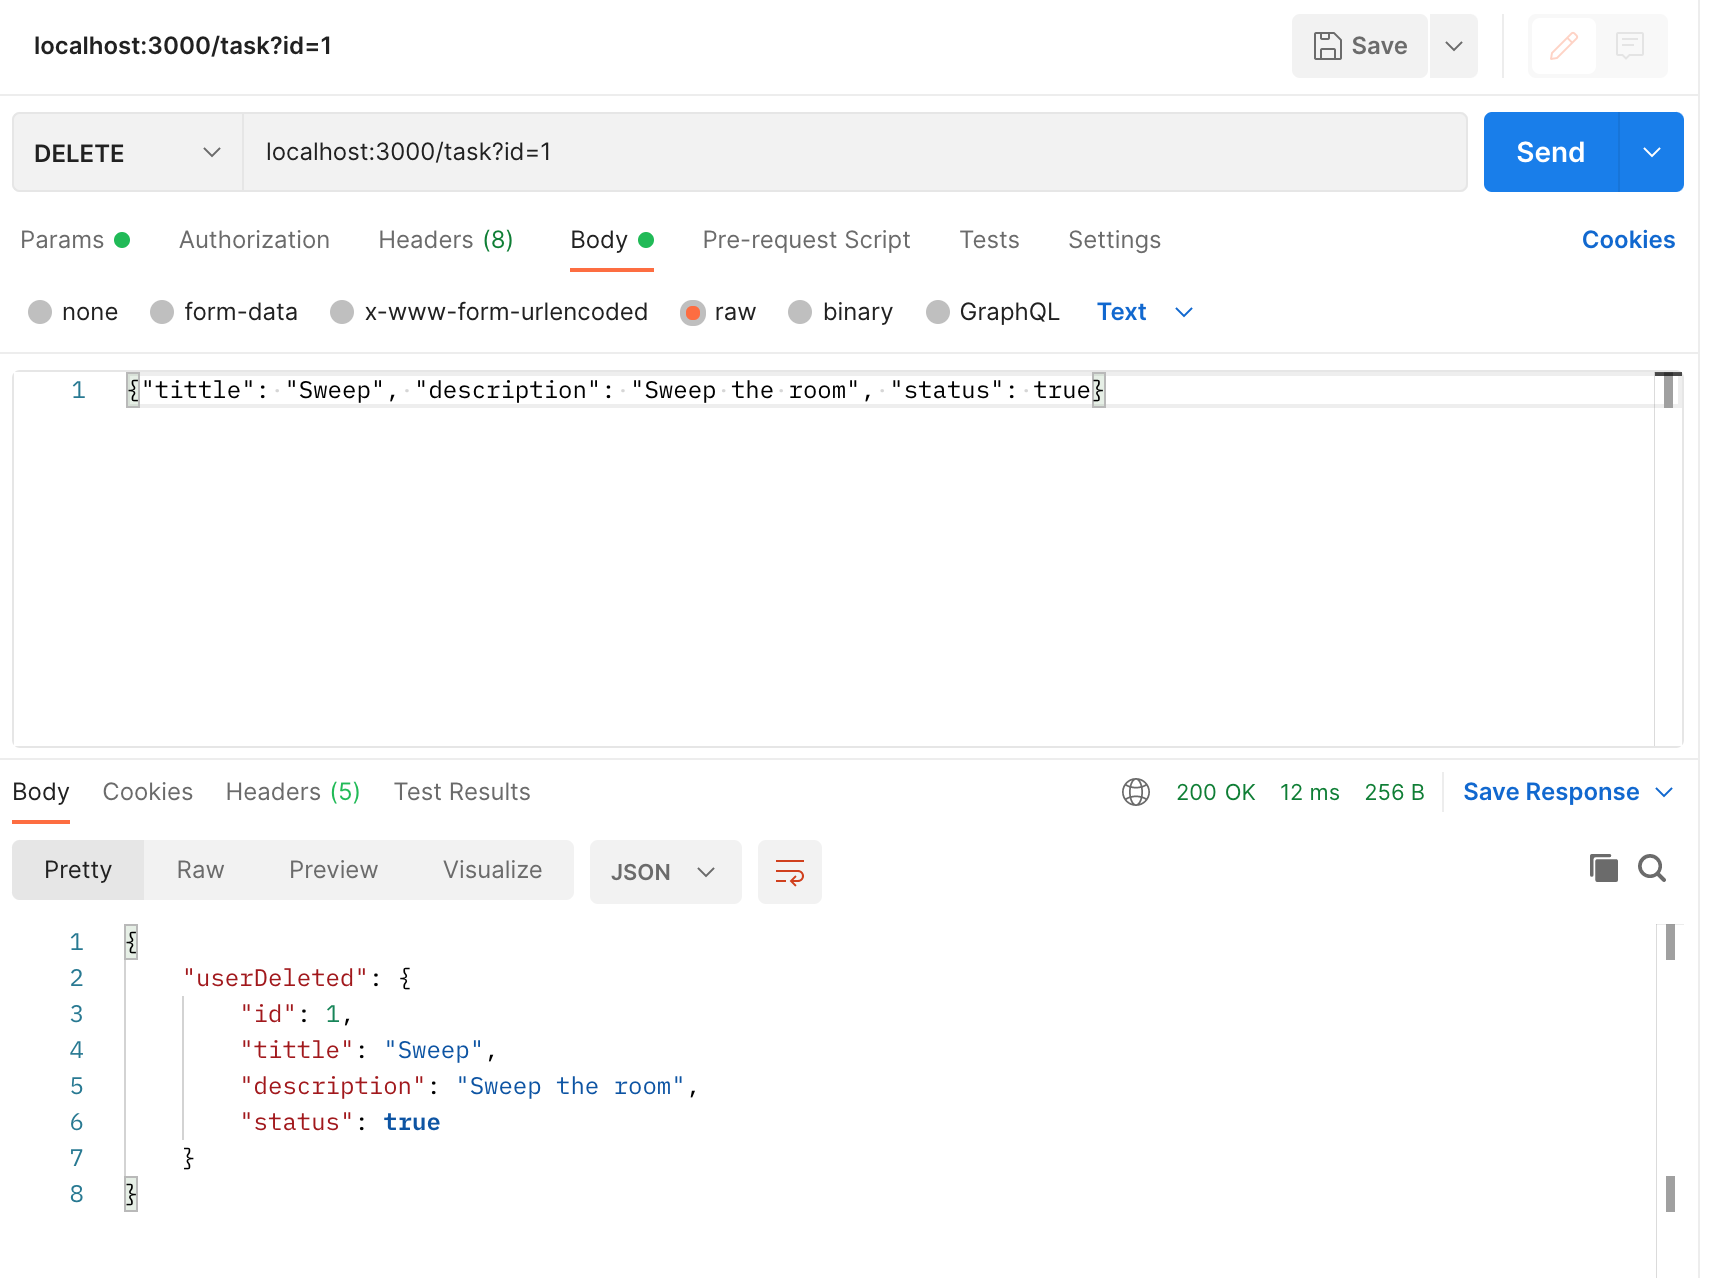 localhost:3000/task?id=1
Save
DELETE
localhost:3000/task?id=1
Send
Params
Authorization
Headers (8)
Body
Pre-request Script
Tests
Settings
Cookies
none
form-data
x-www-form-urlencoded
raw
binary
GraphQL
Text
1 {"tittle": "Sweep", "description": "Sweep the room", "status": true}
Body
Cookies
Headers (5)
Test Results
200 OK
12 ms
256 B
Save Response
Pretty
Raw
Preview
Visualize
JSON
1 {
2 "userDeleted": {
3 "id": 1,
4 "tittle": "Sweep",
5 "description": "Sweep the room",
6 "status": true
7 }
8 }